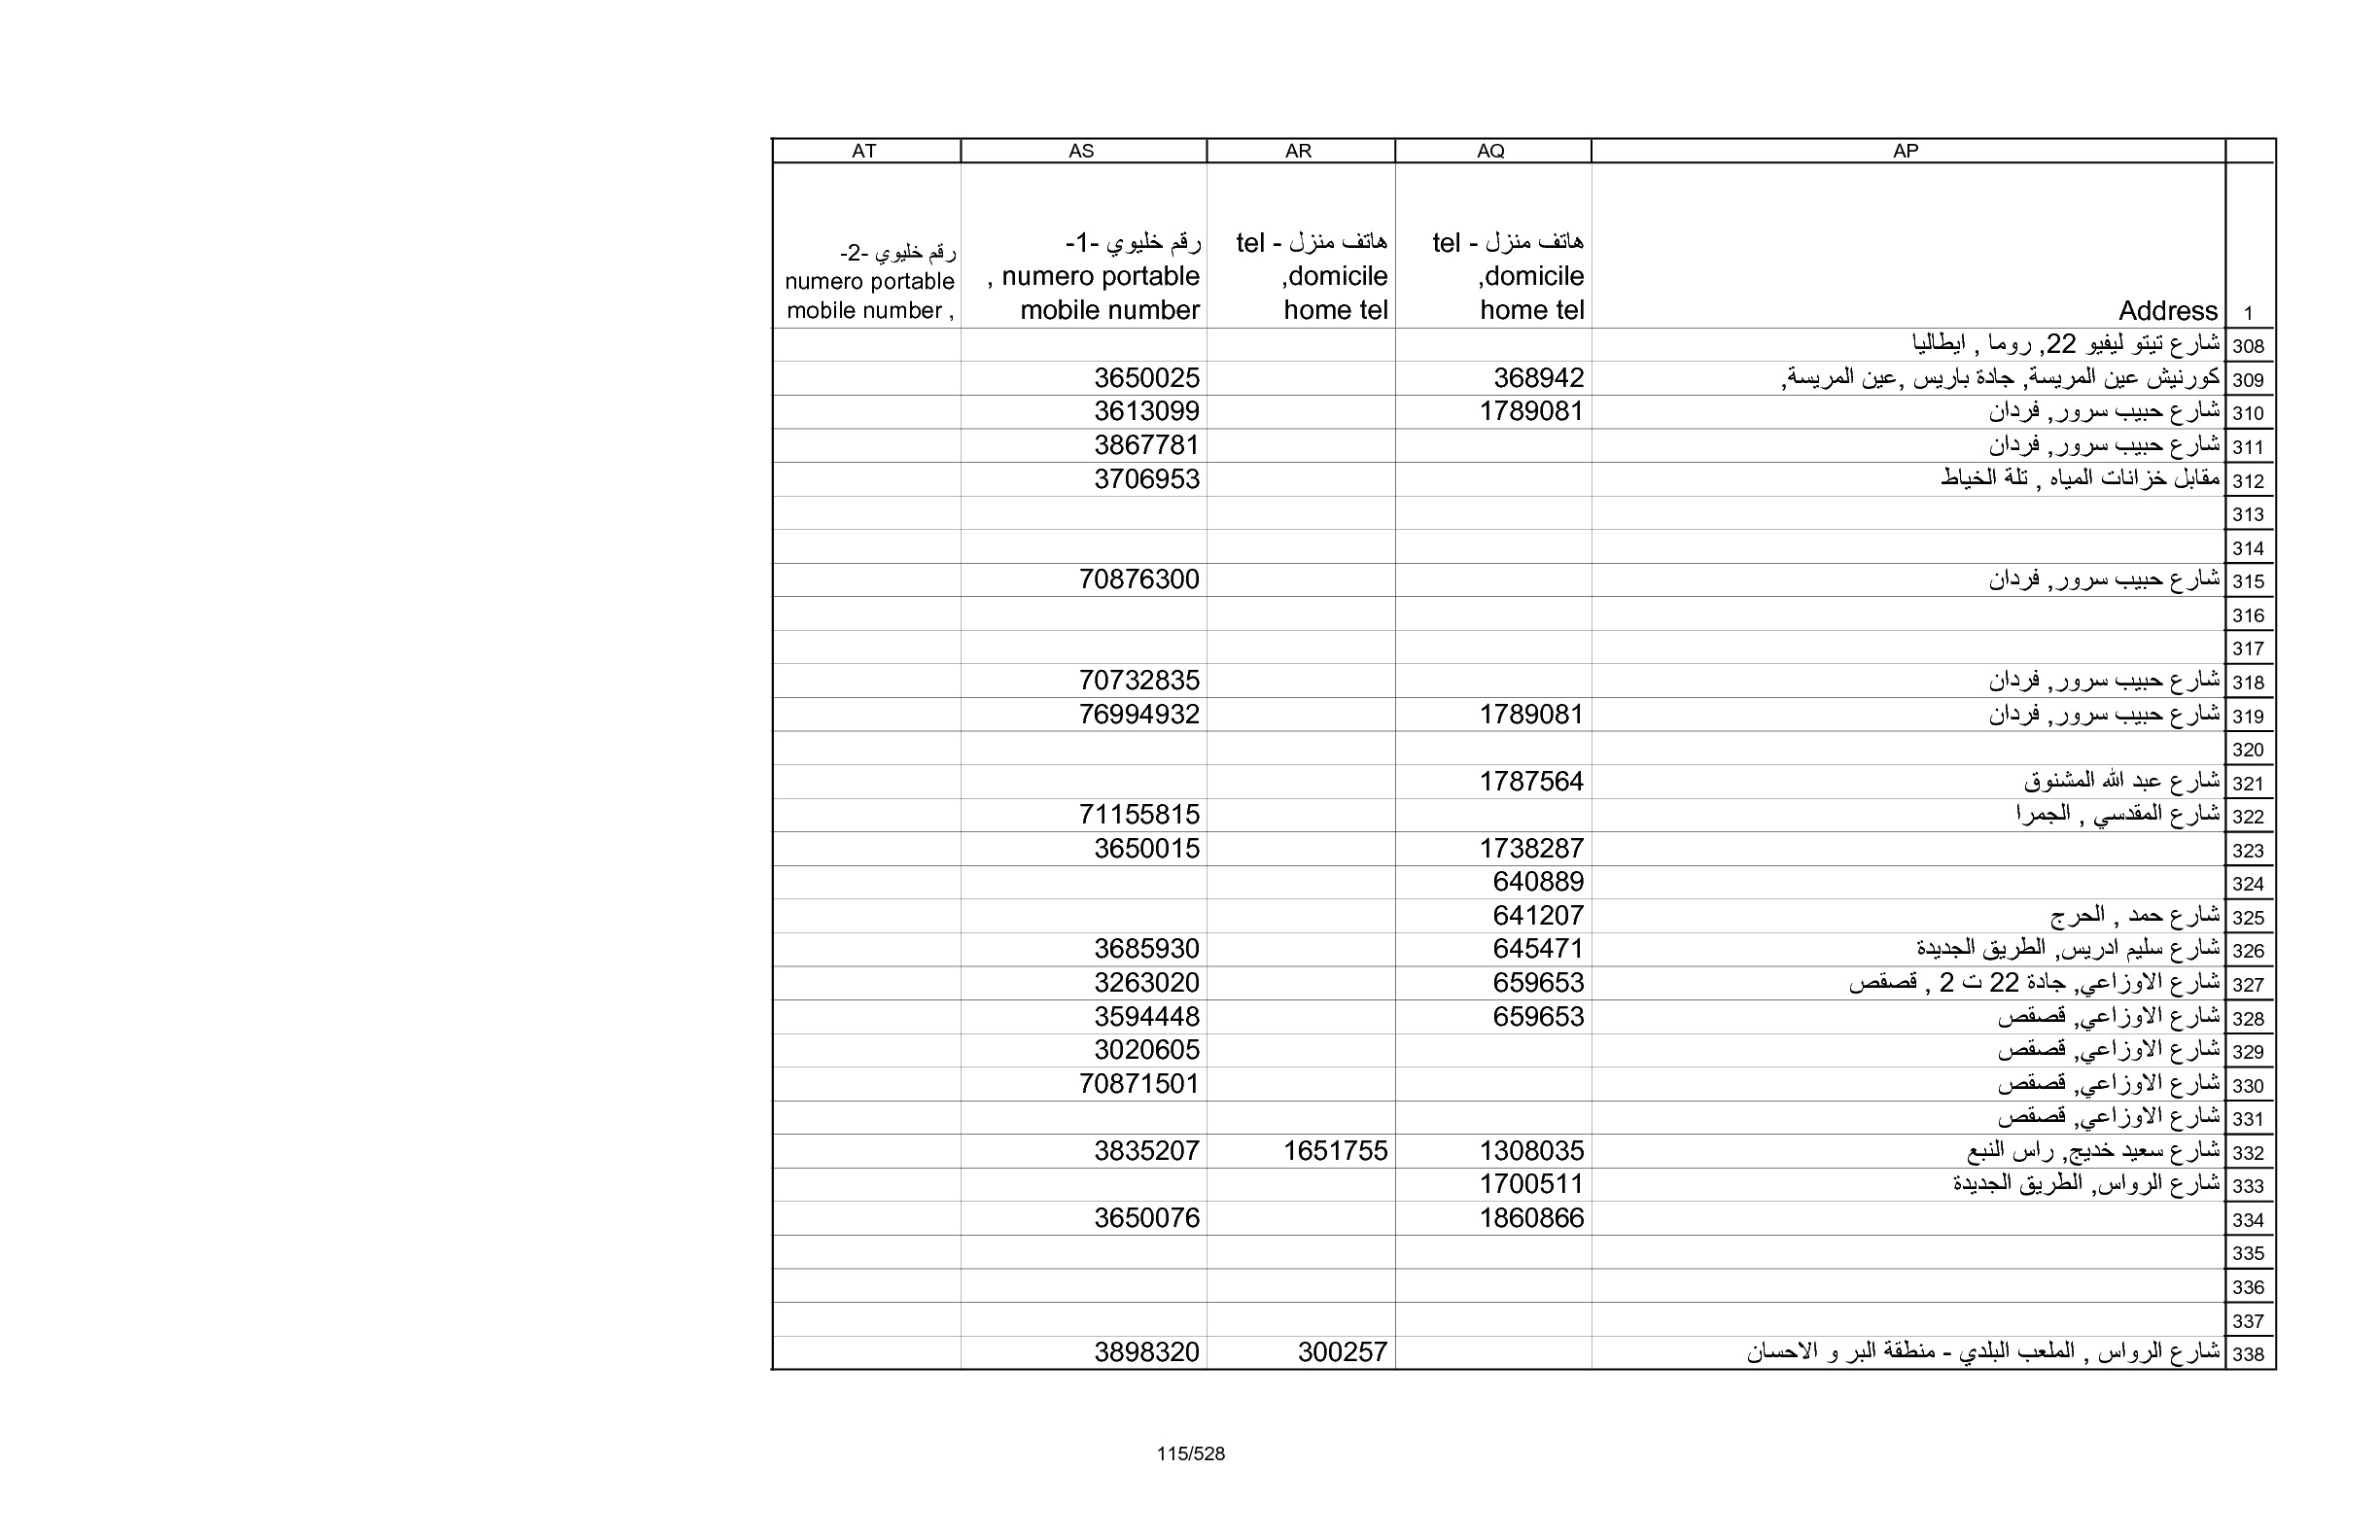 AP AQ AR AS AT
1 Address هاتف منزل - tel domicile, home tel هاتف منزل - tel domicile, home tel رقم خليوي -1- numero portable , mobile number رقم خليوي -2- numero portable mobile number ,
308 شارع تيتو ليفيو 22, روما , ايطاليا
309 كورنيش عين المريسة, جادة باريس ,عين المريسة, 368942 3650025
310 شارع حبيب سرور, فردان 1789081 3613099
311 شارع حبيب سرور, فردان 3867781
312 مقابل خزانات المياه , تلة الخياط 3706953
313
314
315 شارع حبيب سرور, فردان 70876300
316
317
318 شارع حبيب سرور, فردان 70732835
319 شارع حبيب سرور, فردان 1789081 76994932
320
321 شارع عبد الله المشنوق 1787564
322 شارع المقدسي , الجمرا 71155815
323 1738287 3650015
324 640889
325 شارع حمد , الحرج 641207
326 شارع سليم ادريس, الطريق الجديدة 645471 3685930
327 شارع الاوزاعي, جادة 22 ت 2 , قصقص 659653 3263020
328 شارع الاوزاعي, قصقص 659653 3594448
329 شارع الاوزاعي, قصقص 3020605
330 شارع الاوزاعي, قصقص 70871501
331 شارع الاوزاعي, قصقص
332 شارع سعيد خديج, راس النبع 1308035 1651755 3835207
333 شارع الرواس, الطريق الجديدة 1700511
334 1860866 3650076
335
336
337
338 شارع الرواس , الملعب البلدي - منطقة البر و الاحسان 300257 3898320
115/528